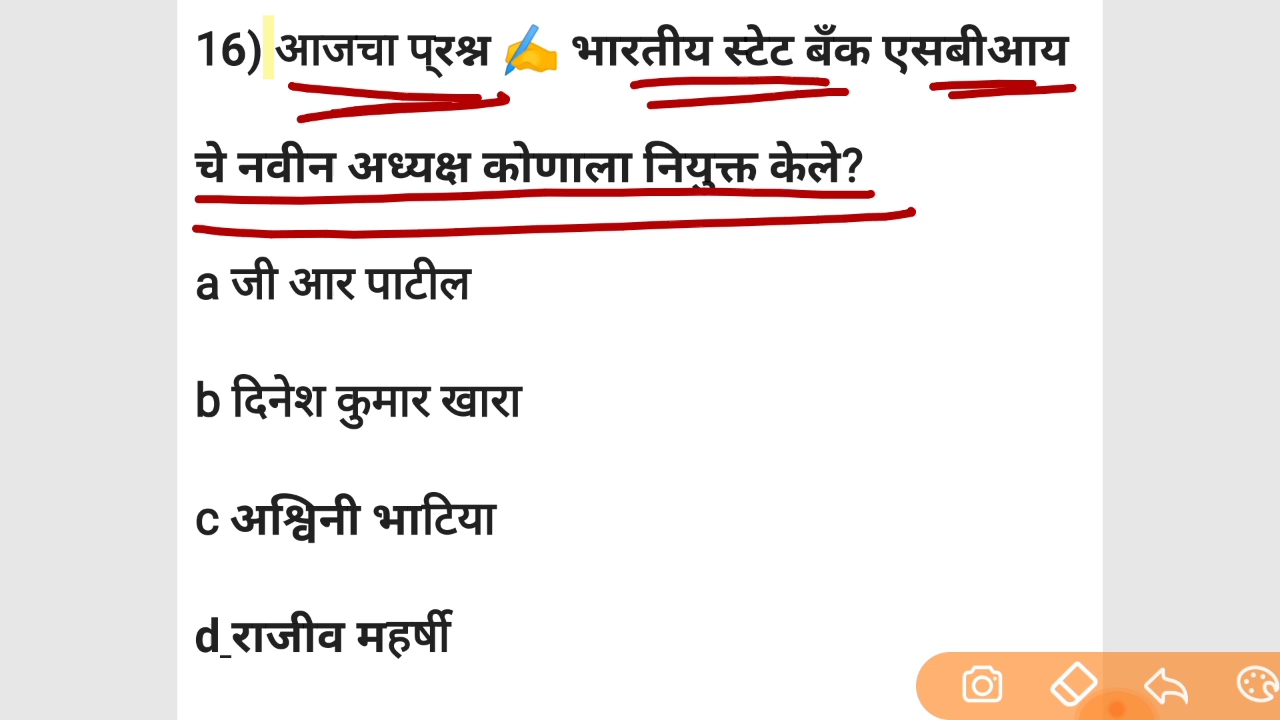 16) आजचा प्रश्न ✍️ भारतीय स्टेट बँक एसबीआय
चे नवीन अध्यक्ष कोणाला नियुक्त केले?
a जी आर पाटील
b दिनेश कुमार खारा
c अश्विनी भाटिया
d_राजीव महर्षी